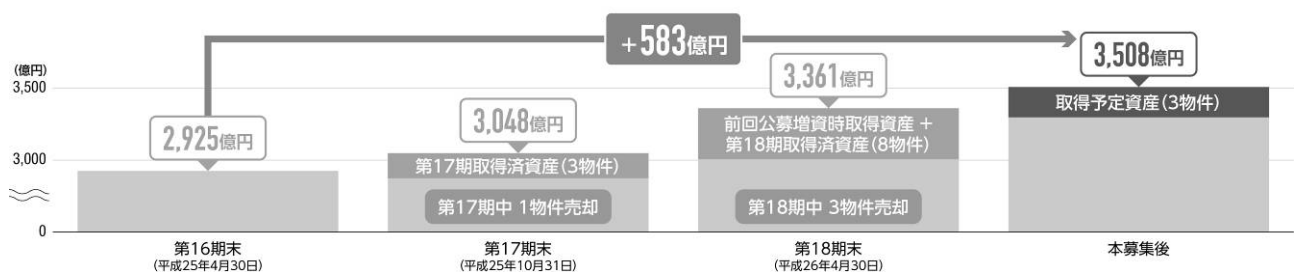 +583億円
(億円)
3,500
3,000
0
2,925億円
第16期末
(平成25年4月30日)
3,048億円
第17期取得済資産(3物件)
第17期中 1物件売却
第17期末
(平成25年10月31日)
3,361億円
前回公募増資時取得資産 +
第18期取得済資産(8物件)
第18期中 3物件売却
第18期末
(平成26年4月30日)
3,508億円
取得予定資産(3物件)
本募集後